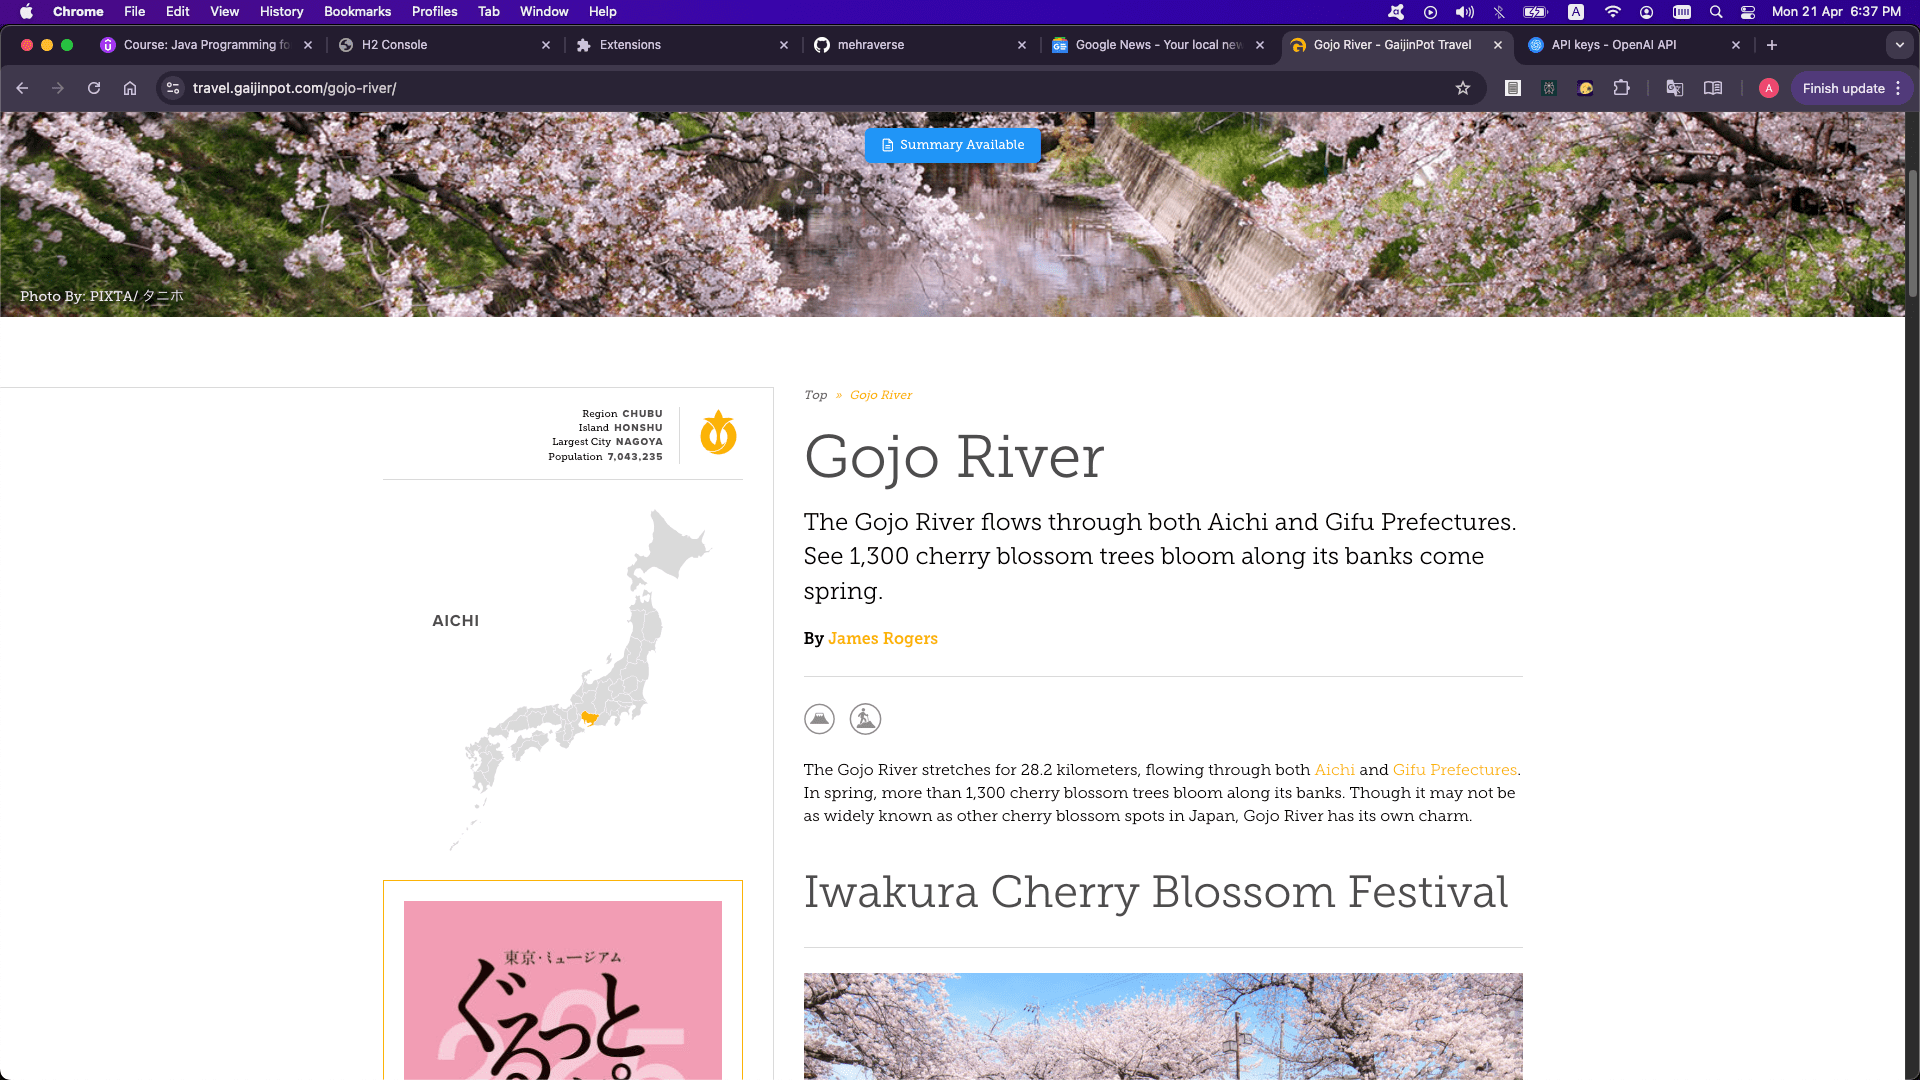 Chrome File Edit View History Bookmarks Profiles Tab Window Help A Mon 21 Apr 6:37 PM
Course: Java Programming fo H2 Console Extensions mehraverse Google News - Your local new Gojo River - GaijinPot Travel API keys - OpenAI API
travel.gaijinpot.com/gojo-river/ A Finish update
Summary Available
Photo By: PIXTA/ タニホ
Region CHUBU
Island HONSHU
Largest City NAGOYA
Population 7,043,235
AICHI
東京・ミュージアム
ぐるっと
Top » Gojo River
Gojo River
The Gojo River flows through both Aichi and Gifu Prefectures.
See 1,300 cherry blossom trees bloom along its banks come
spring.
By James Rogers
The Gojo River stretches for 28.2 kilometers, flowing through both Aichi and Gifu Prefectures.
In spring, more than 1,300 cherry blossom trees bloom along its banks. Though it may not be
as widely known as other cherry blossom spots in Japan, Gojo River has its own charm.
Iwakura Cherry Blossom Festival